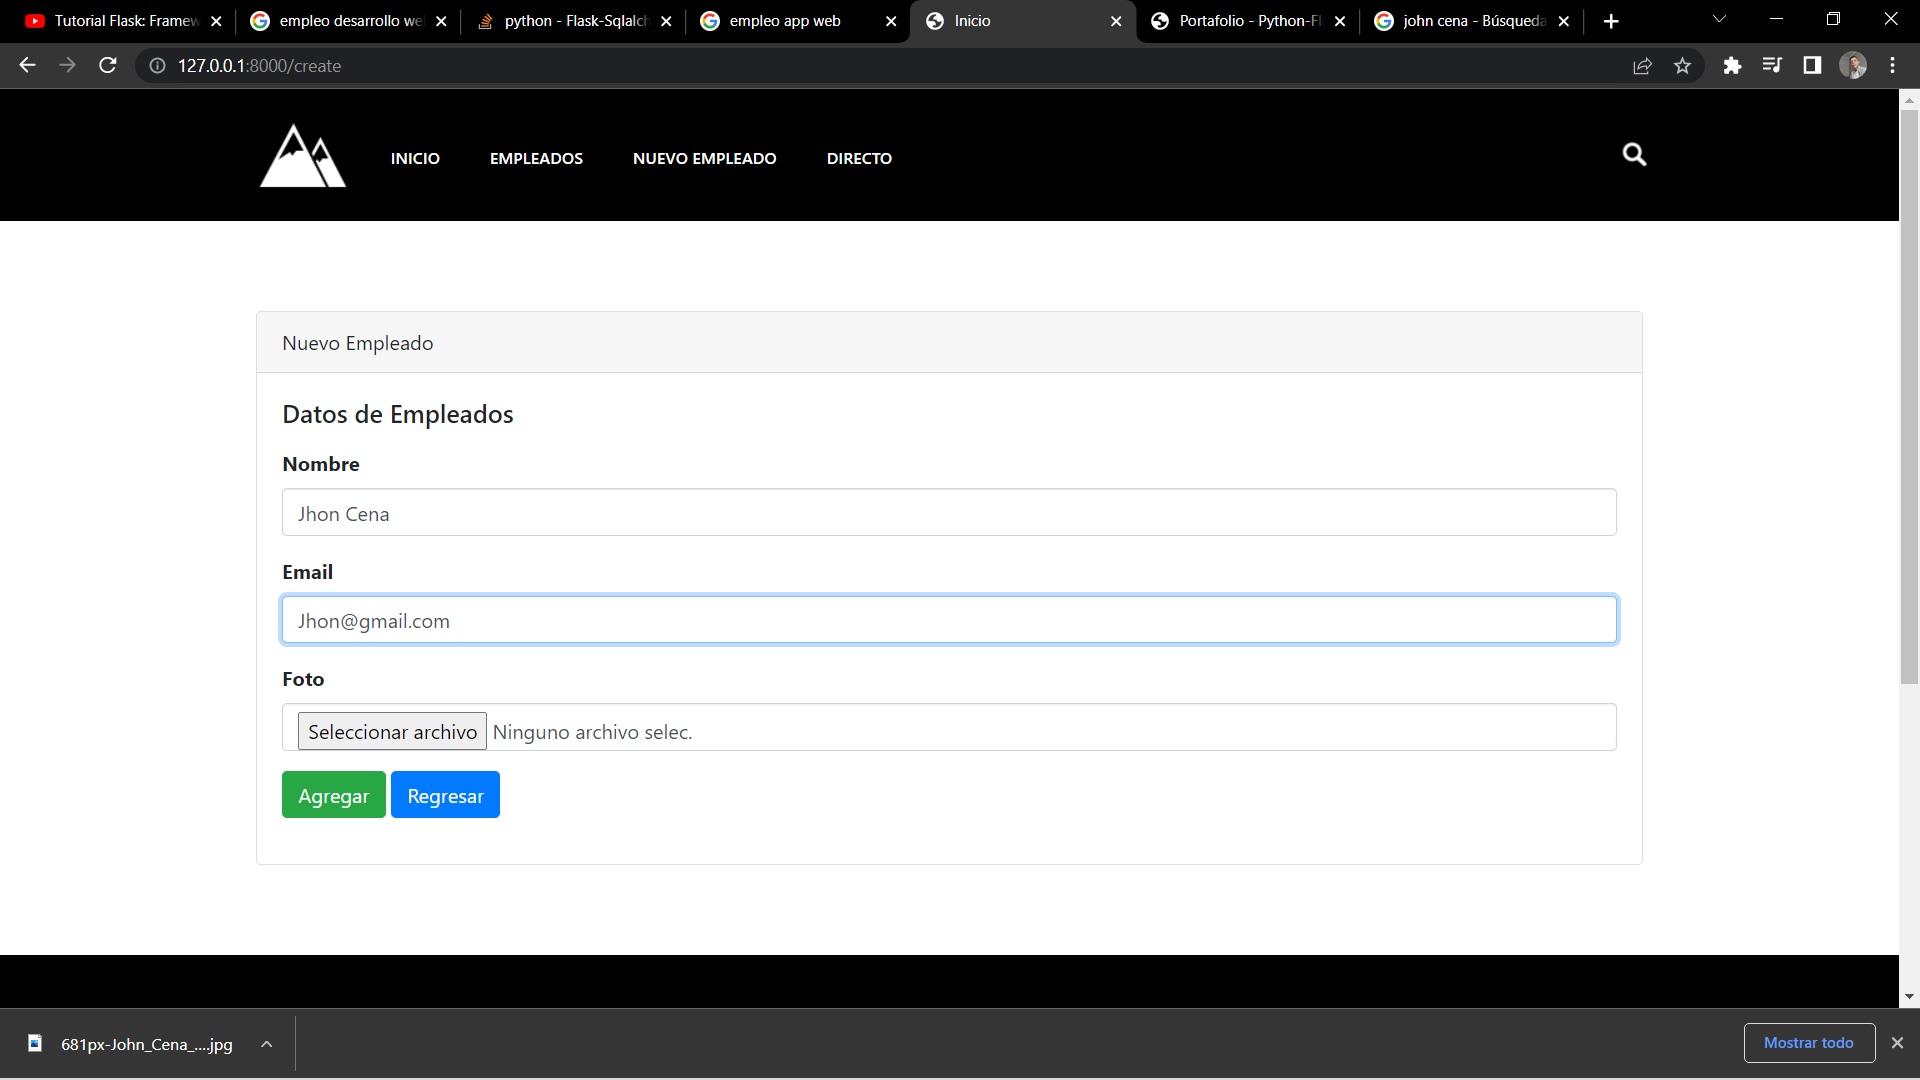 Tutorial Flask: Framew
empleo desarrollo we
python - Flask-Sqlalch
empleo app web
Inicio
Portafolio - Python-Fl
john cena - Búsqueda
127.0.0.1:8000/create
INICIO
EMPLEADOS
NUEVO EMPLEADO
DIRECTO
Nuevo Empleado
Datos de Empleados
Nombre
Jhon Cena
Email
Jhon@gmail.com
Foto
Seleccionar archivo Ninguno archivo selec.
Agregar
Regresar
681px-John_Cena_....jpg
Mostrar todo